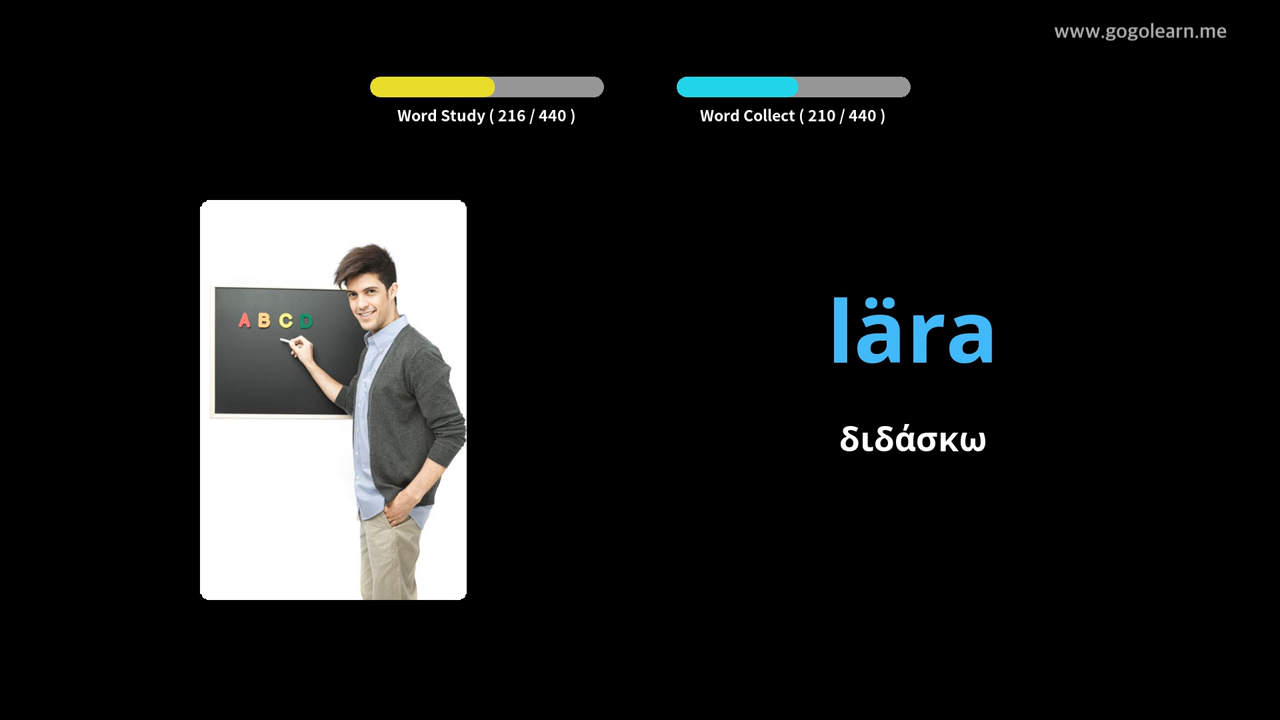 www.gogolearn.me
Word Study ( 216 / 440 )
Word Collect ( 210 / 440 )
A B C D
lära
διδάσκω